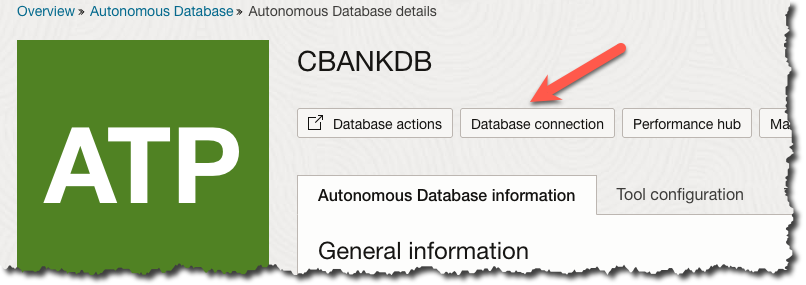 Overview » Autonomous Database » Autonomous Database details
ATP
CBANKDB
Database actions Database connection Performance hub Ma
Autonomous Database information Tool configuration
General information